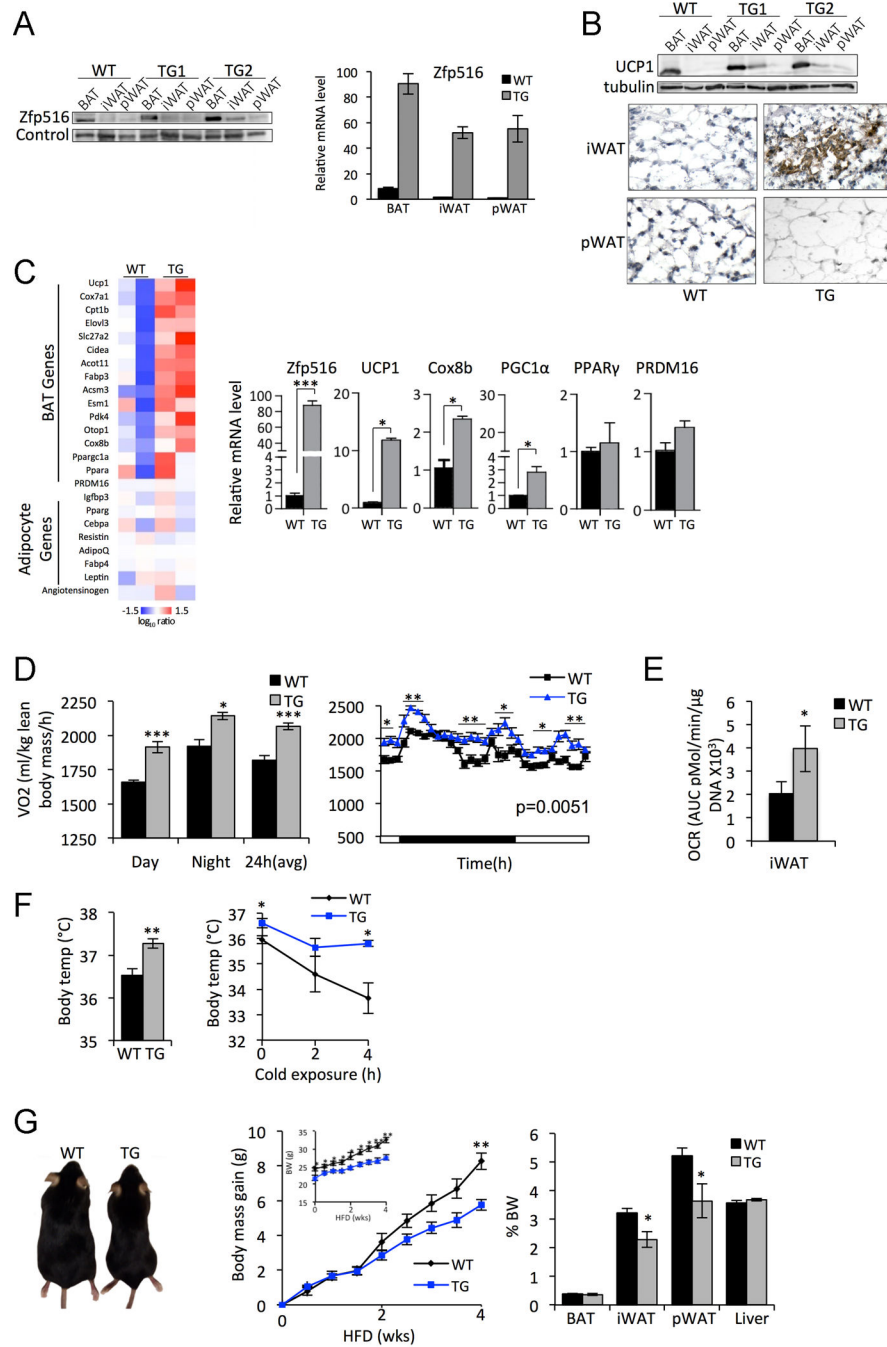 A
WT TG1 TG2
BAT iWAT pWAT BAT iWAT pWAT BAT iWAT pWAT
Zfp516
Control
Zfp516
WT
TG
Relative mRNA level
100
80
60
40
20
0
BAT iWAT pWAT
B
WT TG1 TG2
BAT iWAT pWAT BAT iWAT pWAT BAT iWAT pWAT
UCP1
tubulin
iWAT
pWAT
WT TG
C
WT TG
BAT Genes
Ucp1
Cox7a1
Cpt1b
Elovl3
Slc27a2
Cidea
Acot11
Fabp3
Acsm3
Esm1
Pdk4
Otop1
Cox8b
Ppargc1a
Ppara
PRDM16
Adipocyte Genes
Igfbp3
Pparg
Cebpa
Resistin
AdipoQ
Fabp4
Leptin
Angiotensinogen
-1.5 1.5
log10 ratio
Relative mRNA level
Zfp516
***
100
80
60
40
4
3
2
1
0
WT TG
UCP1
*
20
10
0
WT TG
Cox8b
*
3
2
1
0
WT TG
PGC1α
*
30
20
10
4
3
2
1
0
WT TG
PPARγ
2
1
0
WT TG
PRDM16
2
1
0
WT TG
D
VO2 (ml/kg lean
body mass/h)
WT
TG
2250
2000
1750
1500
1250
*** * ***
Day Night 24h(avg)
WT
TG
2500
2000
1500
1000
500
* ** ** * * **
p=0.0051
Time(h)
E
WT
TG
OCR (AUC pMol/min/μg
DNA X10³)
6
5
4
3
2
1
0
*
iWAT
F
Body temp (°C)
38
37
36
35
**
WT TG
WT
TG
Body temp (°C)
37
36
35
34
33
32
* *
0 2 4
Cold exposure (h)
G
WT TG
Body mass gain (g)
10
8
6
4
2
0
**
BW (g)
35
30
25
20
15
0 2 4
HFD (wks)
WT
TG
2 4
HFD (wks)
% BW
6
5
4
3
2
1
0
WT
TG
* *
BAT iWAT pWAT Liver